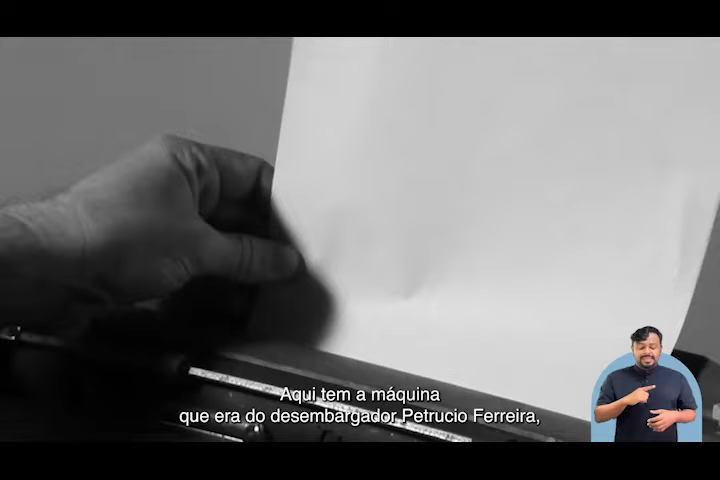 Aqui tem a máquina
que era do desembargador Petrucio Ferreira,